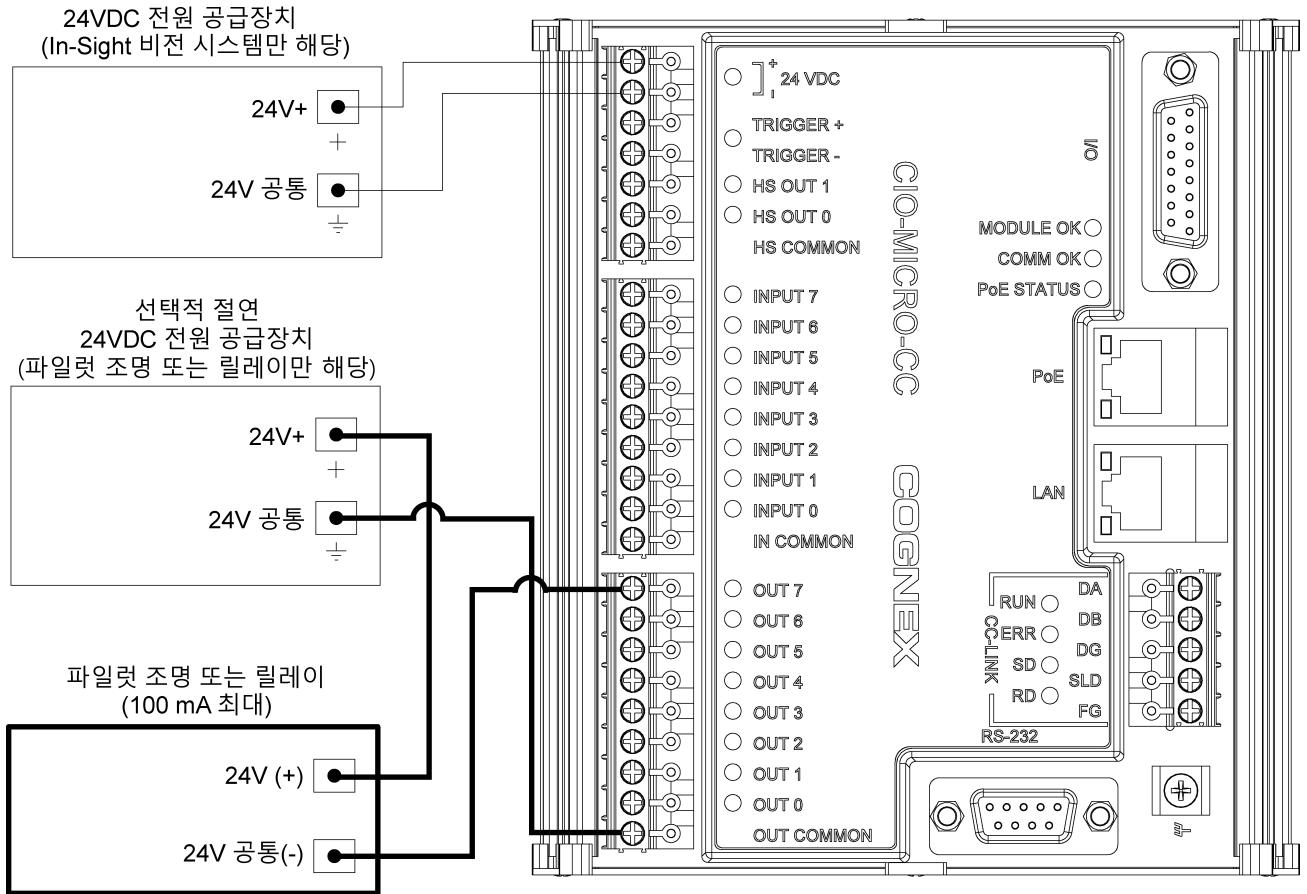 24VDC 전원 공급장치
(In-Sight 비전 시스템만 해당)
24V+
+
24V 공통
선택적 절연
24VDC 전원 공급장치
(파일럿 조명 또는 릴레이만 해당)
24V+
+
24V 공통
파일럿 조명 또는 릴레이
(100 mA 최대)
24V (+)
24V 공통(-)
+
-
24 VDC
TRIGGER +
TRIGGER -
HS OUT 1
HS OUT 0
HS COMMON
INPUT 7
INPUT 6
INPUT 5
INPUT 4
INPUT 3
INPUT 2
INPUT 1
INPUT 0
IN COMMON
OUT 7
OUT 6
OUT 5
OUT 4
OUT 3
OUT 2
OUT 1
OUT 0
OUT COMMON
CIO-MICRO-CC
COGNEX
I/O
MODULE OK
COMM OK
PoE STATUS
PoE
LAN
CC-LINK
RUN
ERR
SD
RD
DA
DB
DG
SLD
FG
RS-232